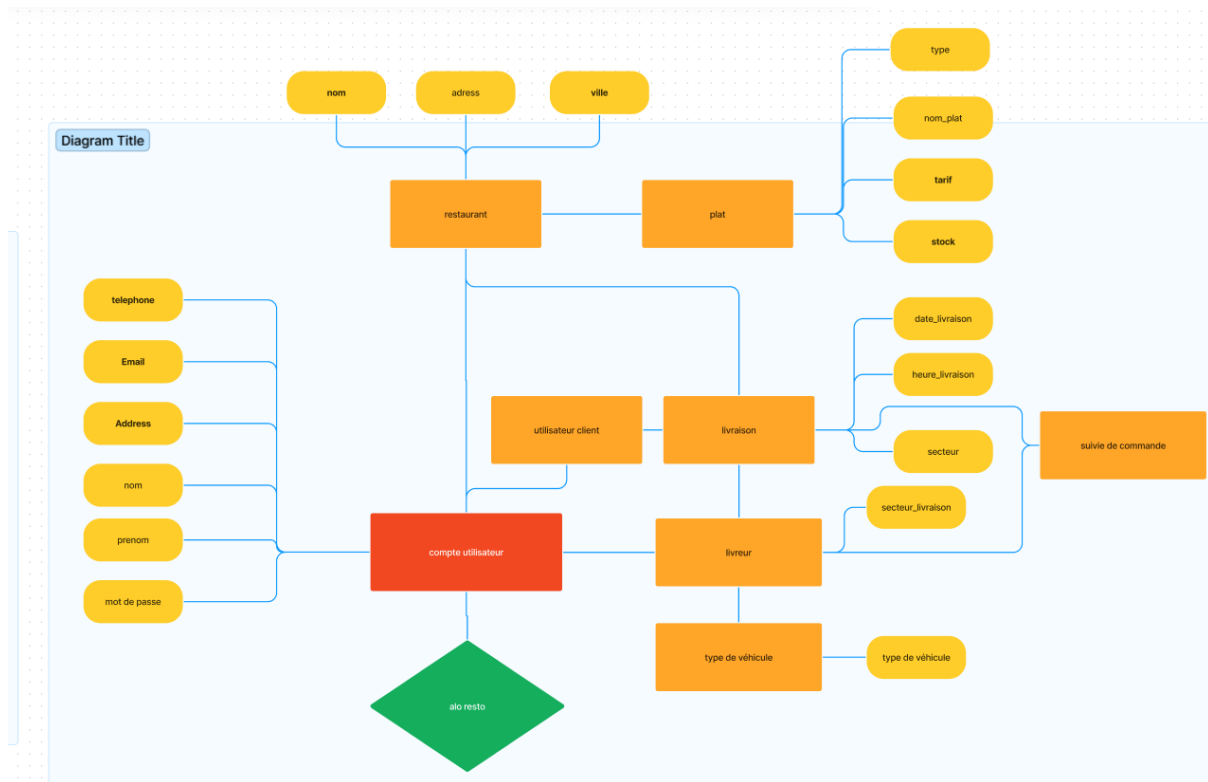 type
nom
adress
ville
nom_plat
Diagram Title
tarif
restaurant
plat
stock
telephone
date_livraison
Email
heure_livraison
Address
utilisateur client
livraison
suivie de commande
secteur
nom
secteur_livraison
prenom
compte utilisateur
livreur
mot de passe
type de véhicule
type de véhicule
alo resto